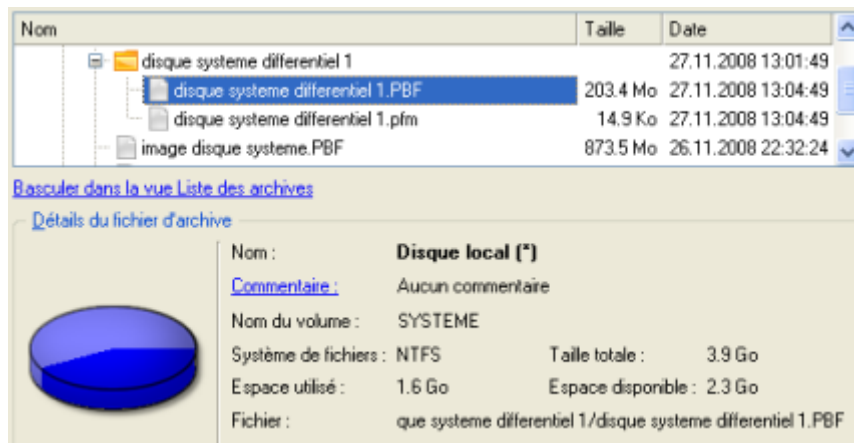 Nom Taille Date
disque systeme differentiel 1 27.11.2008 13:01:49
disque systeme differentiel 1.PBF 203.4 Mo 27.11.2008 13:04:49
disque systeme differentiel 1.pfm 14.9 Ko 27.11.2008 13:04:49
image disque systeme.PBF 873.5 Mo 26.11.2008 22:32:24
Basculer dans la vue Liste des archives
Détails du fichier d'archive
Nom : Disque local (*)
Commentaire : Aucun commentaire
Nom du volume : SYSTEME
Système de fichiers : NTFS Taille totale : 3.9 Go
Espace utilisé : 1.6 Go Espace disponible : 2.3 Go
Fichier : que systeme differentiel 1/disque systeme differentiel 1.PBF